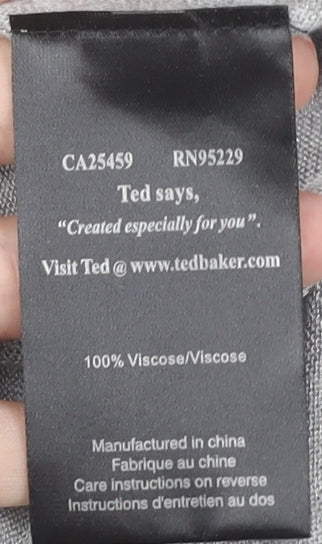 CA25459 RN95229
Ted says,
“Created especially for you”.
Visit Ted @ www.tedbaker.com
100% Viscose/Viscose
Manufactured in china
Fabrique au chine
Care instructions on reverse
Instructions d'entretien au dos